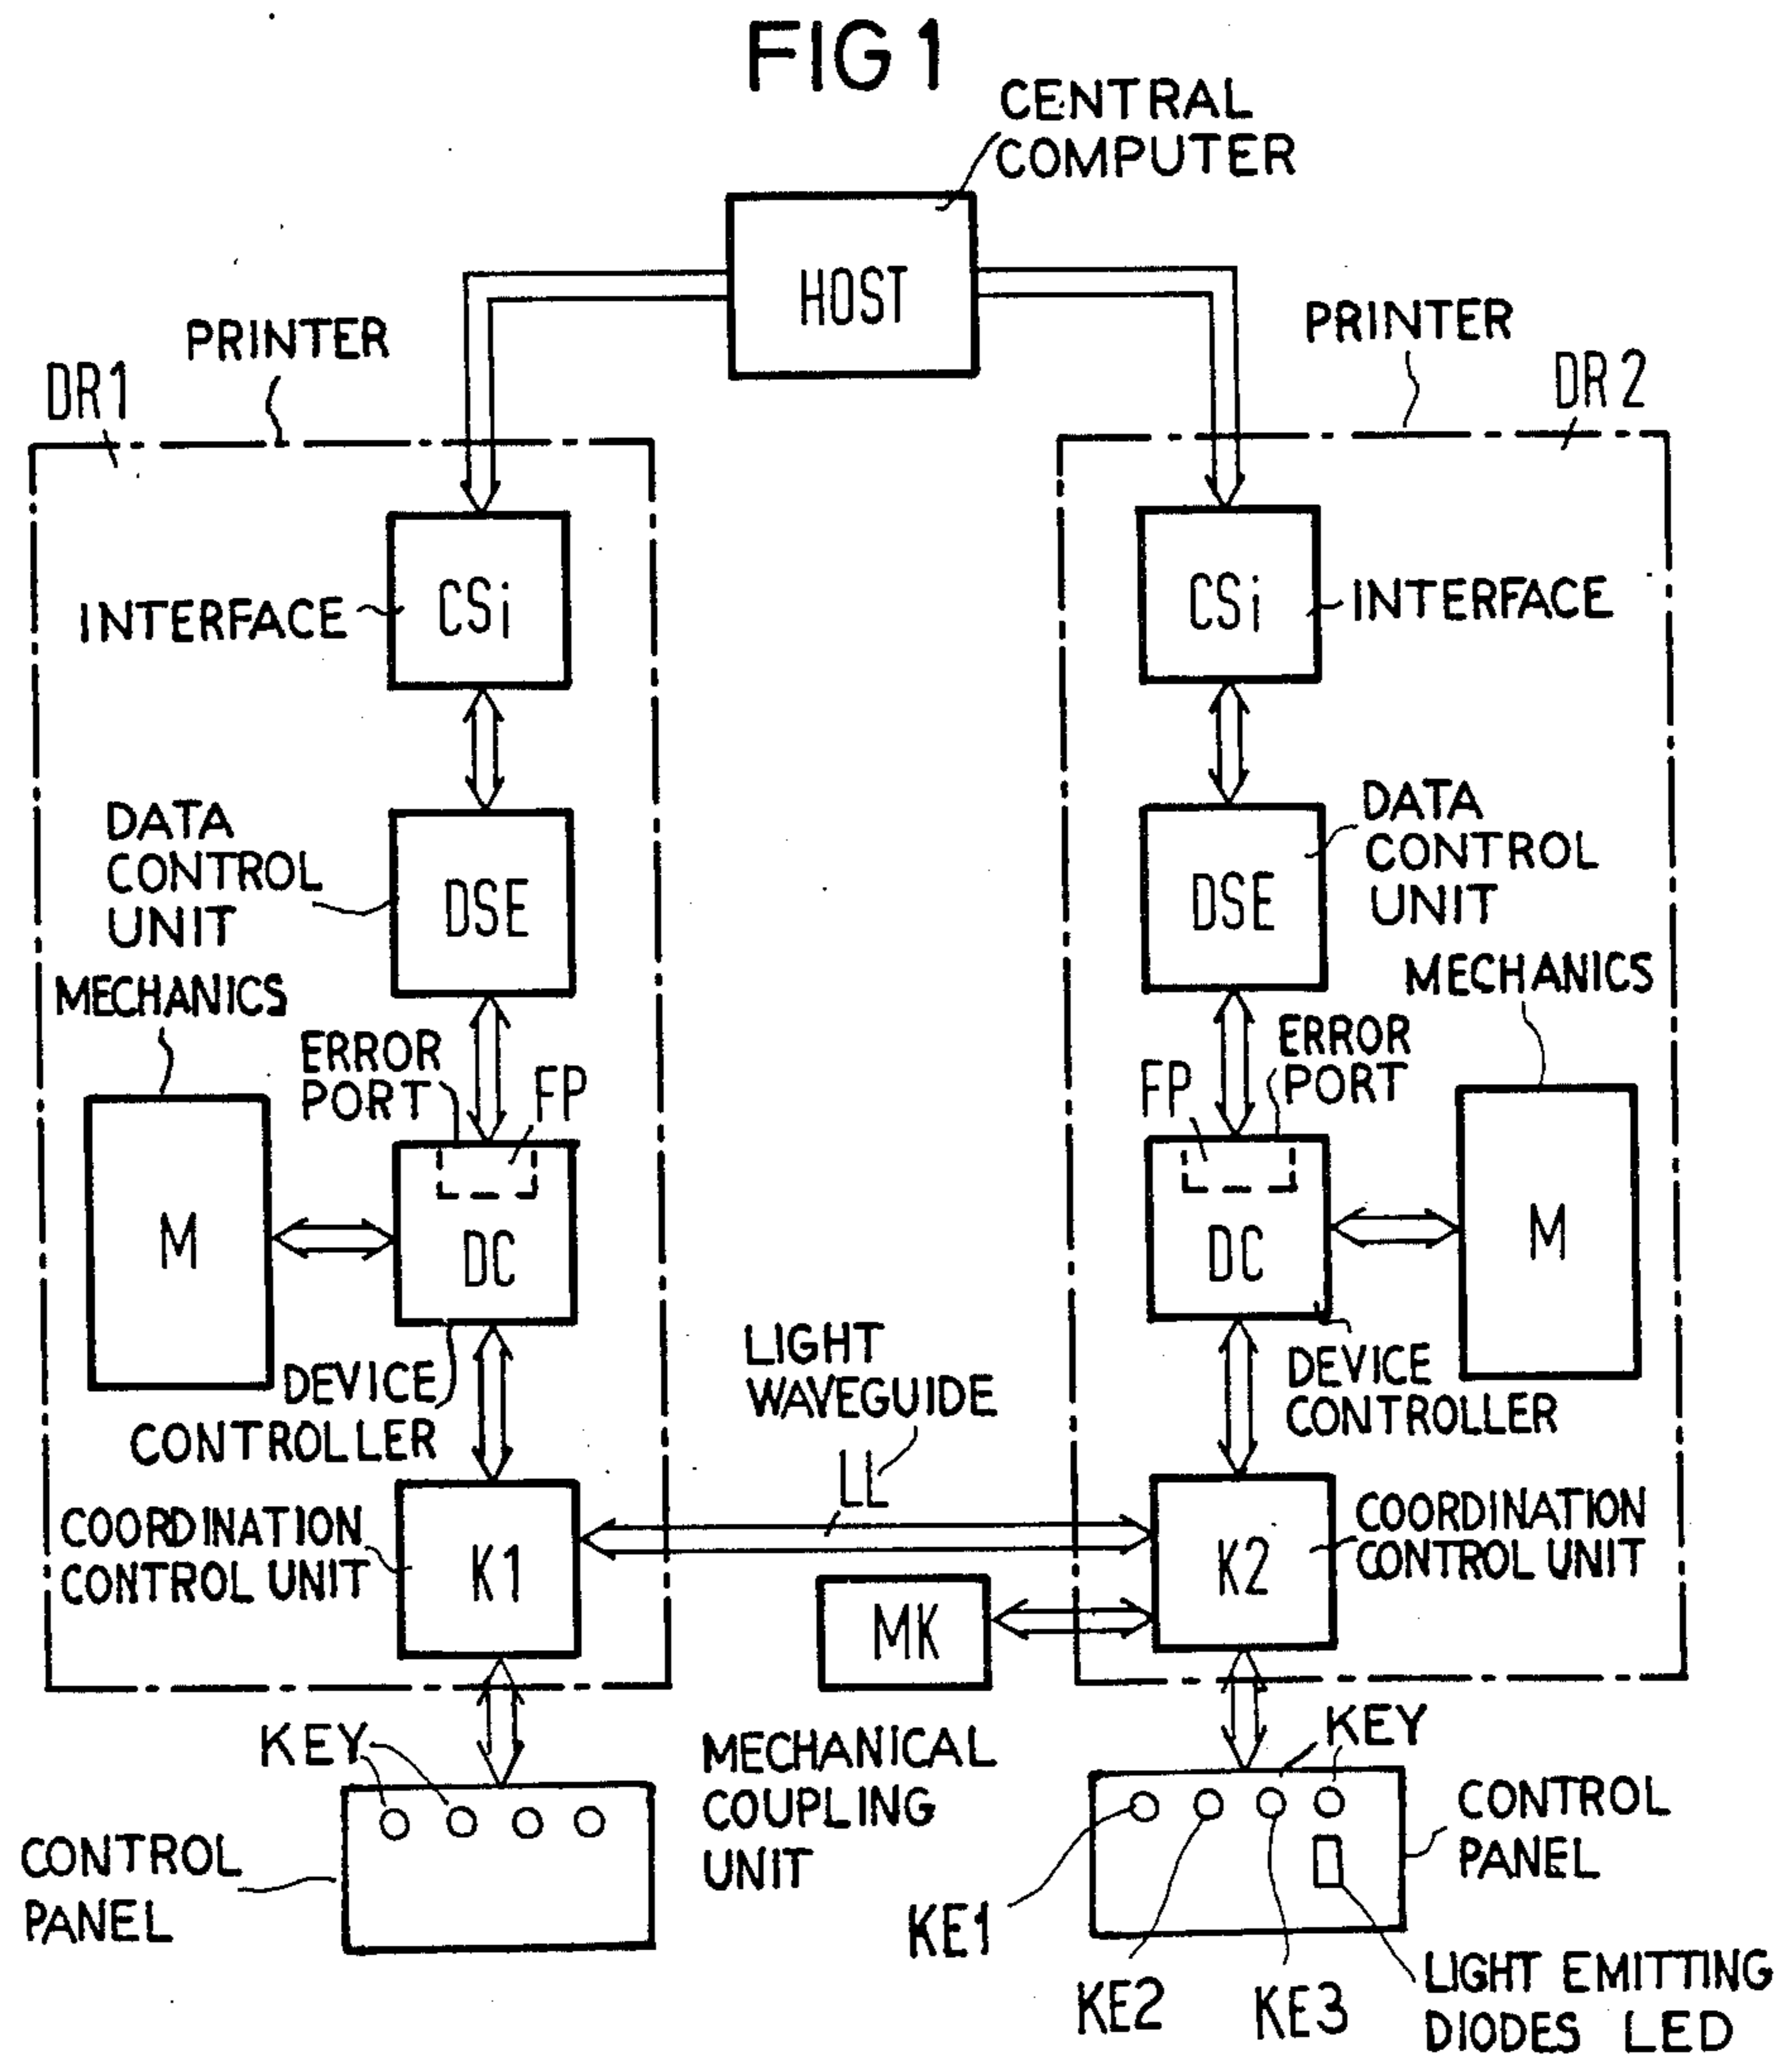 FIG 1
CENTRAL
COMPUTER
HOST
PRINTER
DR1
PRINTER
DR2
CSi
INTERFACE
CSi
INTERFACE
DATA
CONTROL
UNIT
DSE
DSE
DATA
CONTROL
UNIT
MECHANICS
ERROR
PORT
FP
FP
ERROR
PORT
MECHANICS
M
DC
DC
M
DEVICE
CONTROLLER
LIGHT
WAVEGUIDE
LL
DEVICE
CONTROLLER
COORDINATION
CONTROL UNIT
K1
K2
COORDINATION
CONTROL UNIT
MK
KEY
MECHANICAL
COUPLING
UNIT
KEY
CONTROL
PANEL
CONTROL
PANEL
KE1
KE2
KE3
LIGHT EMITTING
DIODES LED